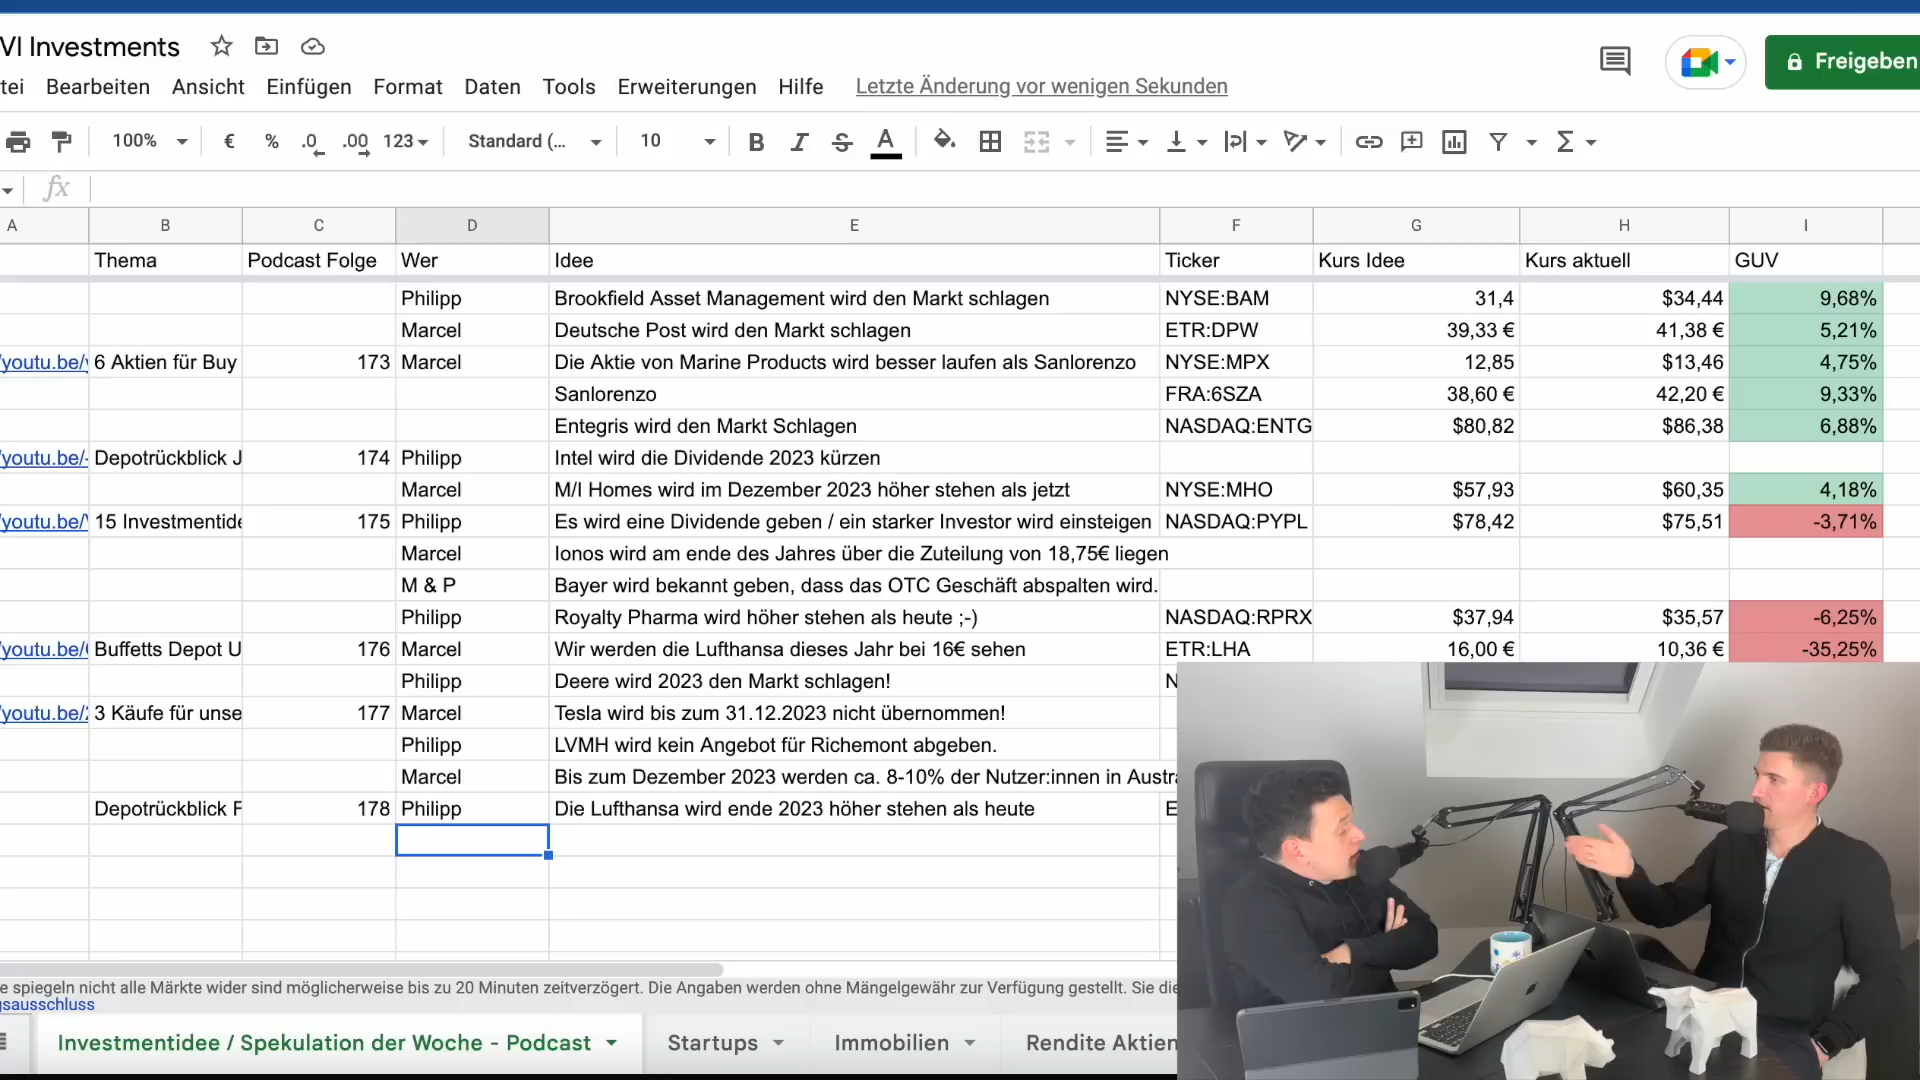 VI Investments
tei Bearbeiten Ansicht Einfügen Format Daten Tools Erweiterungen Hilfe Letzte Änderung vor wenigen Sekunden
Freigeben
100% € % .0 .00 123 Standard (... 10 B I S A
fx
A B C D E F G H I
Thema Podcast Folge Wer Idee Ticker Kurs Idee Kurs aktuell GUV
Philipp Brookfield Asset Management wird den Markt schlagen NYSE:BAM 31,4 $34,44 9,68%
Marcel Deutsche Post wird den Markt schlagen ETR:DPW 39,33 € 41,38 € 5,21%
/youtu.be/y 6 Aktien für Buy 173 Marcel Die Aktie von Marine Products wird besser laufen als Sanlorenzo NYSE:MPX 12,85 $13,46 4,75%
Sanlorenzo FRA:6SZA 38,60 € 42,20 € 9,33%
Entegris wird den Markt Schlagen NASDAQ:ENTG $80,82 $86,38 6,88%
/youtu.be/- Depotrückblick J 174 Philipp Intel wird die Dividende 2023 kürzen
Marcel M/I Homes wird im Dezember 2023 höher stehen als jetzt NYSE:MHO $57,93 $60,35 4,18%
/youtu.be/ 15 Investmentide 175 Philipp Es wird eine Dividende geben / ein starker Investor wird einsteigen NASDAQ:PYPL $78,42 $75,51 -3,71%
Marcel Ionos wird am ende des Jahres über die Zuteilung von 18,75€ liegen
M & P Bayer wird bekannt geben, dass das OTC Geschäft abspalten wird.
Philipp Royalty Pharma wird höher stehen als heute ;-) NASDAQ:RPRX $37,94 $35,57 -6,25%
/youtu.be/ Buffetts Depot U 176 Marcel Wir werden die Lufthansa dieses Jahr bei 16€ sehen ETR:LHA 16,00 € 10,36 € -35,25%
Philipp Deere wird 2023 den Markt schlagen! N
/youtu.be/2 3 Käufe für unse 177 Marcel Tesla wird bis zum 31.12.2023 nicht übernommen!
Philipp LVMH wird kein Angebot für Richemont abgeben.
Marcel Bis zum Dezember 2023 werden ca. 8-10% der Nutzer:innen in Austra
Depotrückblick F 178 Philipp Die Lufthansa wird ende 2023 höher stehen als heute E
e spiegeln nicht alle Märkte wider sind möglicherweise bis zu 20 Minuten zeitverzögert. Die Angaben werden ohne Mängelgewähr zur Verfügung gestellt. Sie die
gsausschluss
Investmentidee / Spekulation der Woche - Podcast Startups Immobilien Rendite Aktien